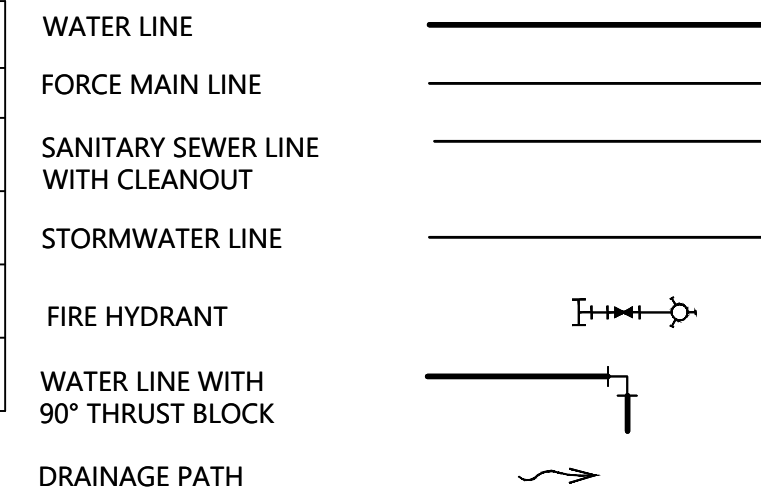 WATER LINE
FORCE MAIN LINE
SANITARY SEWER LINE
WITH CLEANOUT
STORMWATER LINE
FIRE HYDRANT
WATER LINE WITH
90° THRUST BLOCK
DRAINAGE PATH